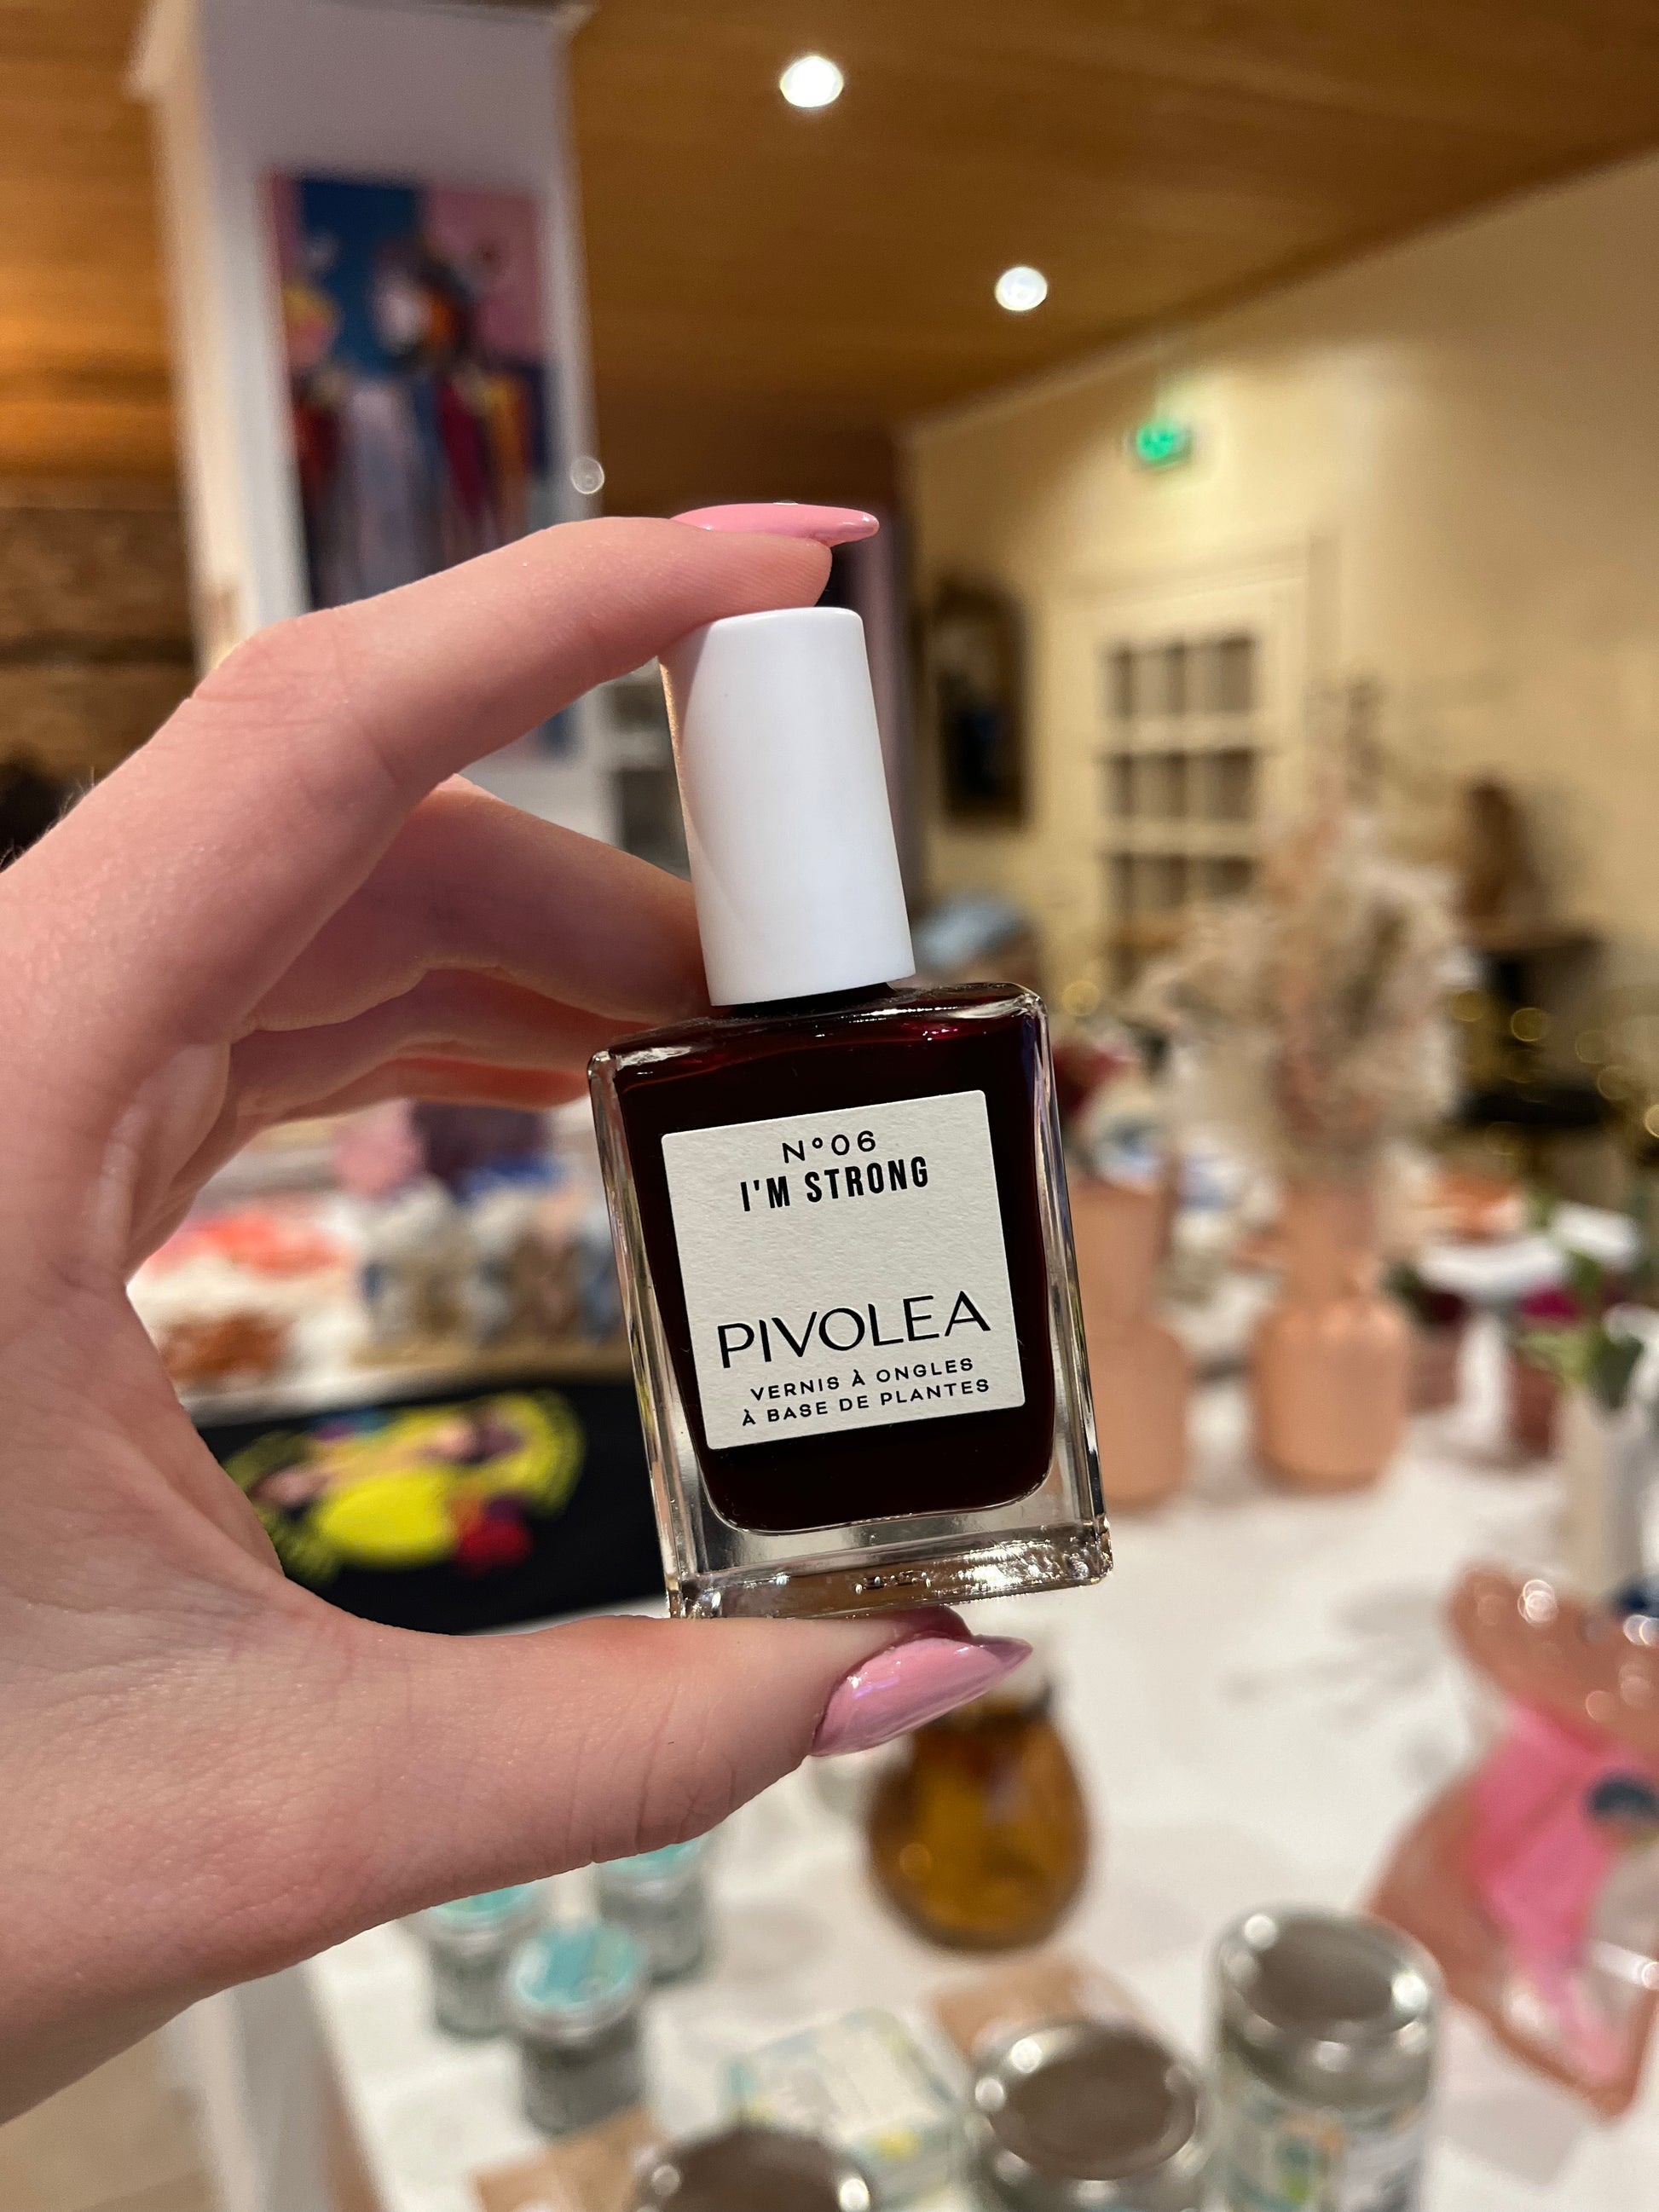 N°06
I'M STRONG
PIVOLEA
VERNIS À ONGLES
À BASE DE PLANTES